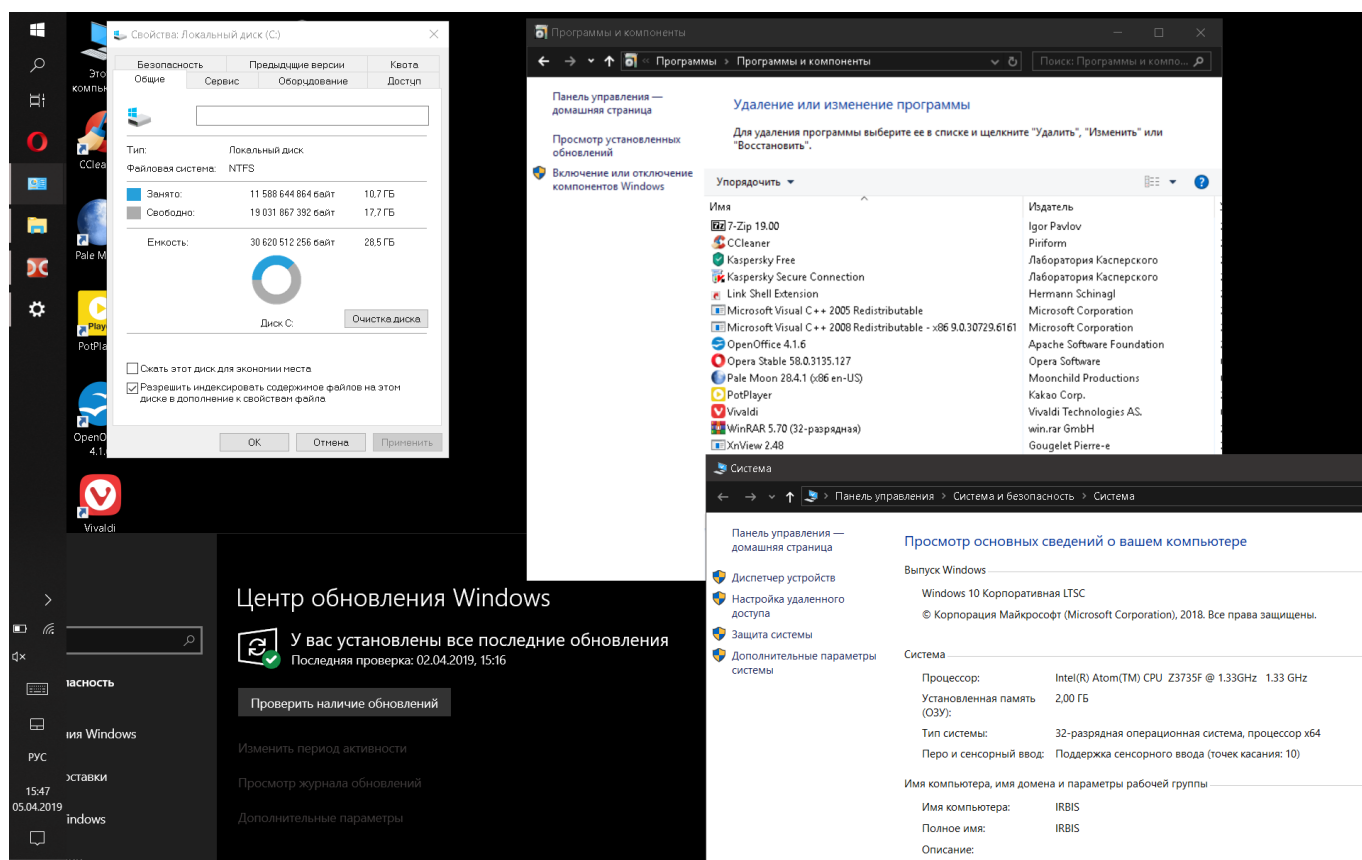 Это
компьн
CClea
Pale M
PotPla
OpenO
4.1.
Vivaldi
РУС
15:47
05.04.2019
Свойства: Локальный диск (C:)
Безопасность Предыдущие версии Квота
Общие Сервис Оборудование Доступ
Тип: Локальный диск
Файловая система: NTFS
Занято: 11 588 644 864 байт 10,7 ГБ
Свободно: 19 031 867 392 байт 17,7 ГБ
Емкость: 30 620 512 256 байт 28,5 ГБ
Диск C:
Очистка диска
Сжать этот диск для экономии места
Разрешить индексировать содержимое файлов на этом
диске в дополнение к свойствам файла
ОК Отмена Применить
Программы и компоненты
« Программы › Программы и компоненты
Поиск: Программы и компо...
Панель управления —
домашняя страница
Просмотр установленных
обновлений
Включение или отключение
компонентов Windows
Удаление или изменение программы
Для удаления программы выберите ее в списке и щелкните "Удалить", "Изменить" или
"Восстановить".
Упорядочить
Имя Издатель
7-Zip 19.00 Igor Pavlov
CCleaner Piriform
Kaspersky Free Лаборатория Касперского
Kaspersky Secure Connection Лаборатория Касперского
Link Shell Extension Hermann Schinagl
Microsoft Visual C++ 2005 Redistributable Microsoft Corporation
Microsoft Visual C++ 2008 Redistributable - x86 9.0.30729.6161 Microsoft Corporation
OpenOffice 4.1.6 Apache Software Foundation
Opera Stable 58.0.3135.127 Opera Software
Pale Moon 28.4.1 (x86 en-US) Moonchild Productions
PotPlayer Kakao Corp.
Vivaldi Vivaldi Technologies AS.
WinRAR 5.70 (32-разрядная) win.rar GmbH
XnView 2.48 Gougelet Pierre-e
пасность
ия Windows
оставки
indows
Центр обновления Windows
У вас установлены все последние обновления
Последняя проверка: 02.04.2019, 15:16
Проверить наличие обновлений
Изменить период активности
Просмотр журнала обновлений
Дополнительные параметры
Система
Панель управления › Система и безопасность › Система
Панель управления —
домашняя страница
Диспетчер устройств
Настройка удаленного
доступа
Защита системы
Дополнительные параметры
системы
Просмотр основных сведений о вашем компьютере
Выпуск Windows
Windows 10 Корпоративная LTSC
© Корпорация Майкрософт (Microsoft Corporation), 2018. Все права защищены.
Система
Процессор: Intel(R) Atom(TM) CPU Z3735F @ 1.33GHz 1.33 GHz
Установленная память 2,00 ГБ
(ОЗУ):
Тип системы: 32-разрядная операционная система, процессор x64
Перо и сенсорный ввод: Поддержка сенсорного ввода (точек касания: 10)
Имя компьютера, имя домена и параметры рабочей группы
Имя компьютера: IRBIS
Полное имя: IRBIS
Описание: